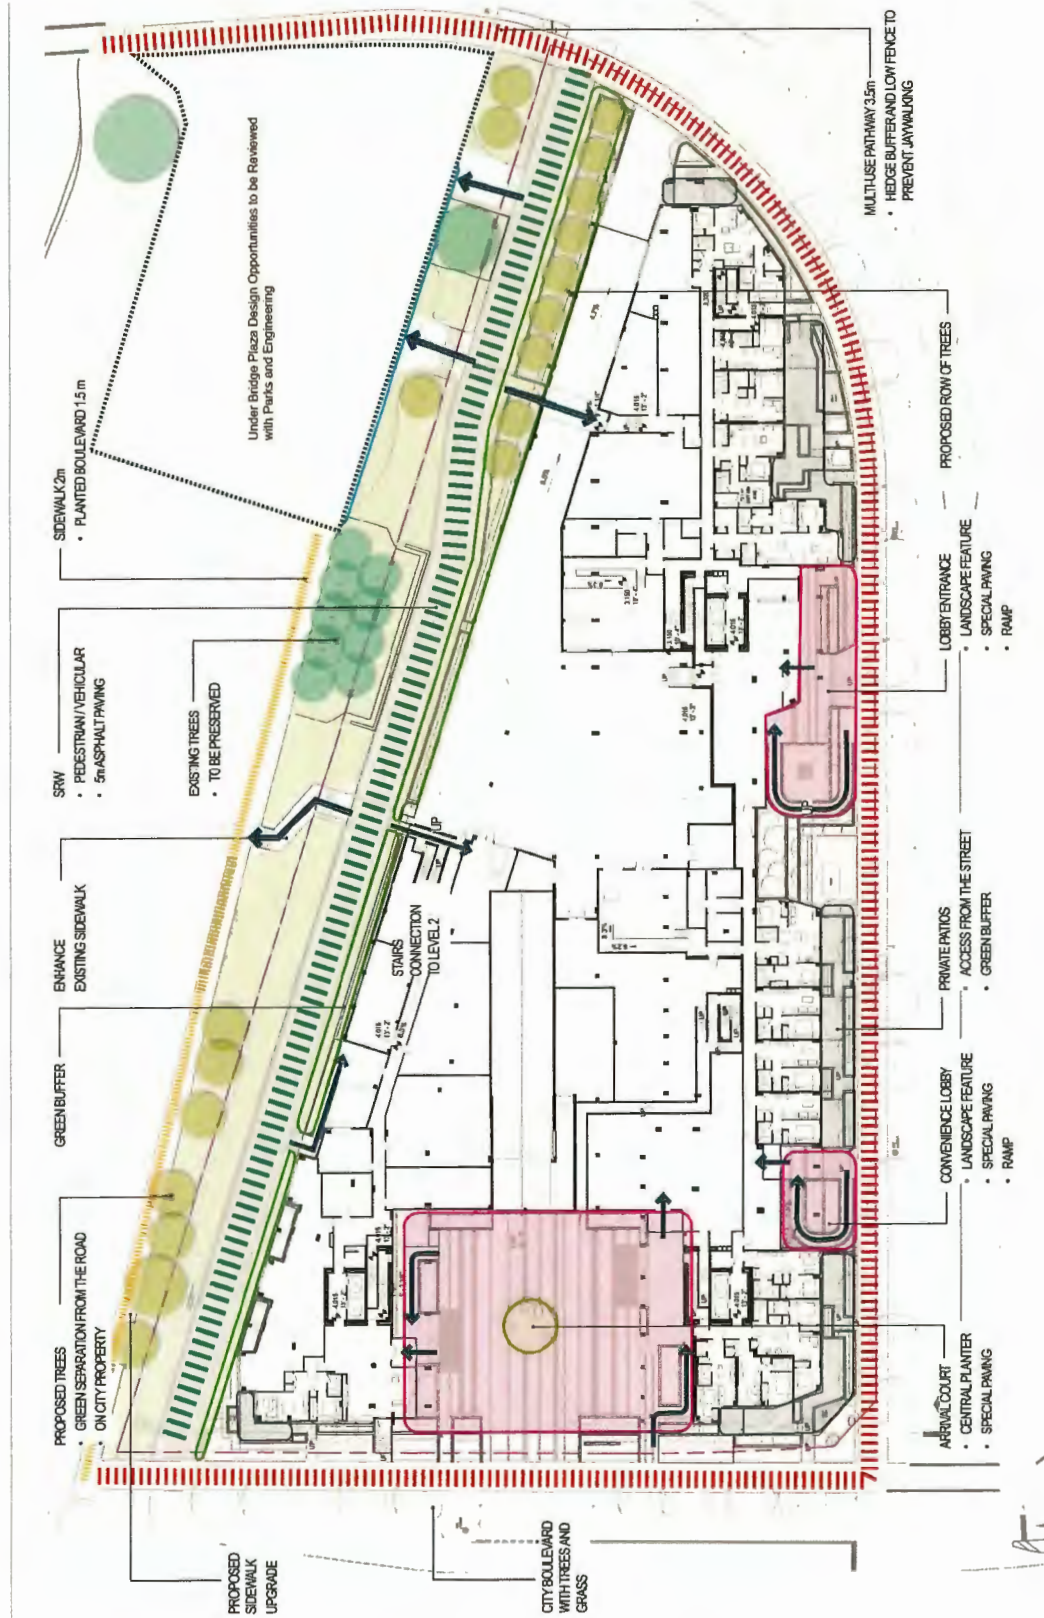 PROPOSED TREES
• GREEN SEPARATION FROM THE ROAD
• ON CITY PROPERTY
GREEN BUFFER
ENHANCE
EXISTING SIDEWALK
SRW
• PEDESTRIAN / VEHICULAR
• 5m ASPHALT PAVING
EXISTING TREES
• TO BE PRESERVED
SIDEWALK 2m
• PLANTED BOULEVARD 1.5 m
Under Bridge Plaza Design Opportunities to be Reviewed
with Parks and Engineering
PROPOSED
SIDEWALK
UPGRADE
CITY BOULEVARD
WITH TREES AND
GRASS
STAIRS
CONNECTION
TO LEVEL 2
UP
ARRIVAL COURT
• CENTRAL PLANTER
• SPECIAL PAVING
CONVENIENCE LOBBY
• LANDSCAPE FEATURE
• SPECIAL PAVING
• RAMP
PRIVATE PATIOS
• ACCESS FROM THE STREET
• GREEN BUFFER
LOBBY ENTRANCE
• LANDSCAPE FEATURE
• SPECIAL PAVING
• RAMP
PROPOSED ROW OF TREES
MULTI-USE PATHWAY 3.5m
• HEDGE BUFFER AND LOW FENCE TO
PREVENT JAYWALKING